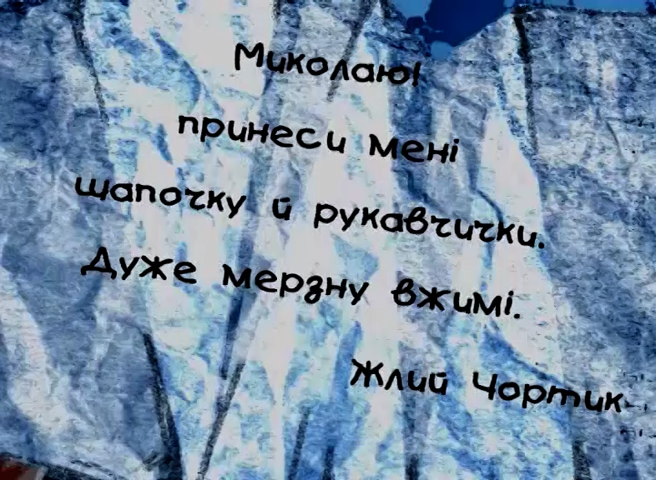 Миколаю!
принеси мені
шапочку й рукавчички.
Дуже мерзну вжимі.
Жлий Чортик